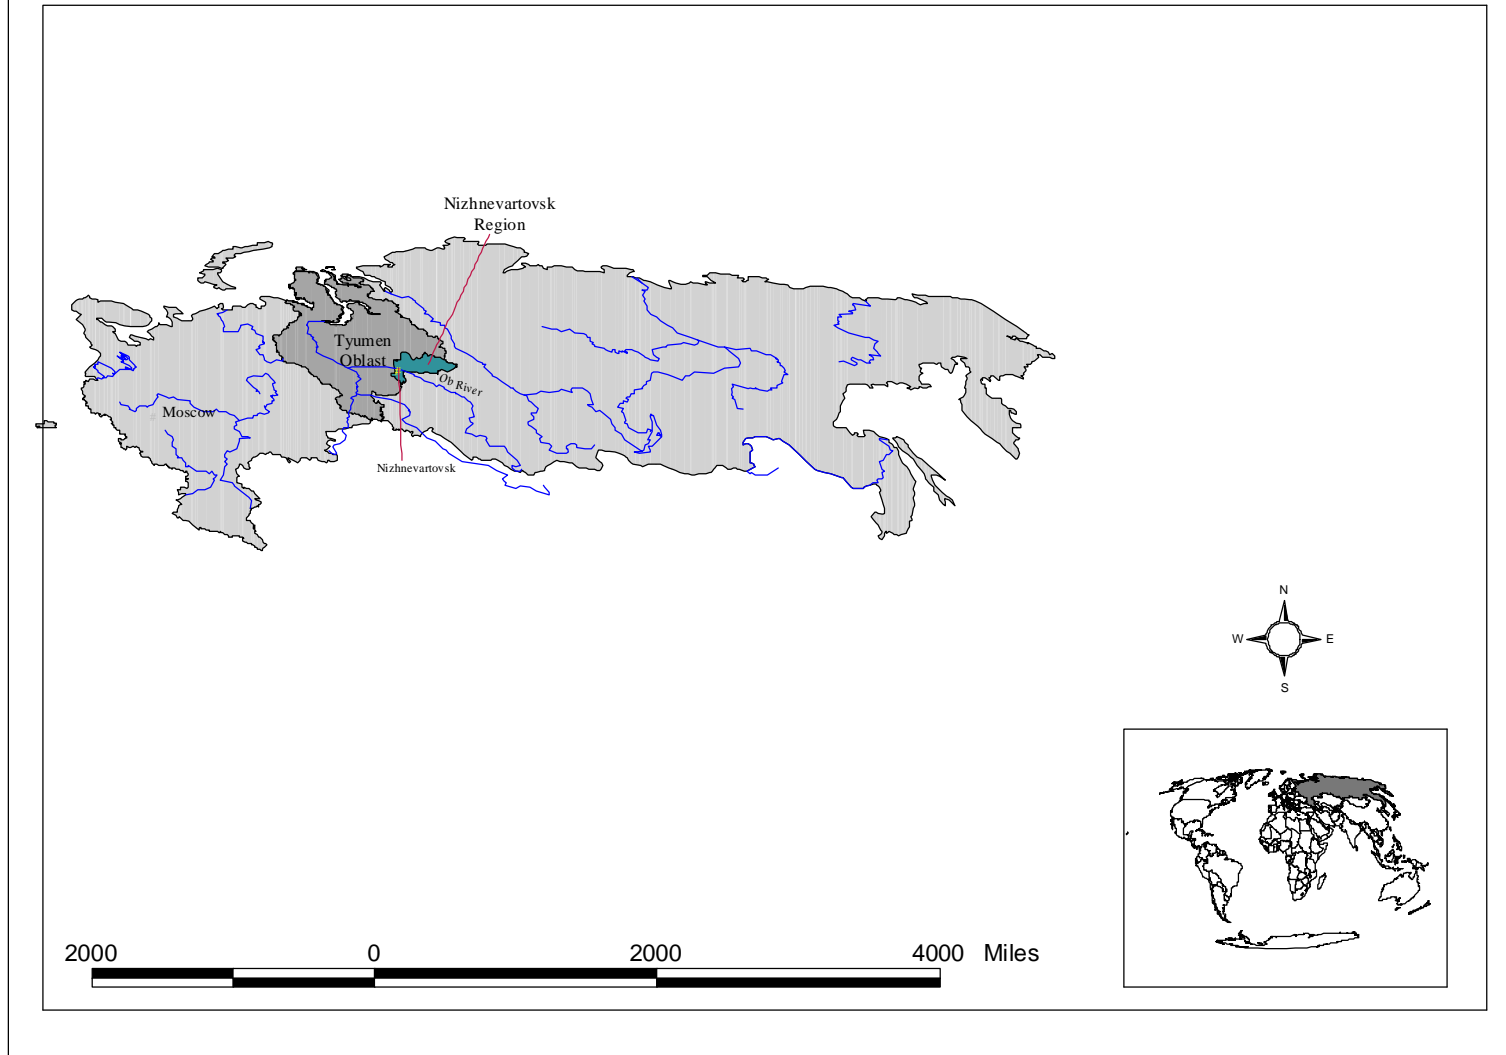 Nizhnevartovsk
Region
Tyumen
Oblast
Ob River
Moscow
Nizhnevartovsk
N
W
E
S
2000 0 2000 4000 Miles